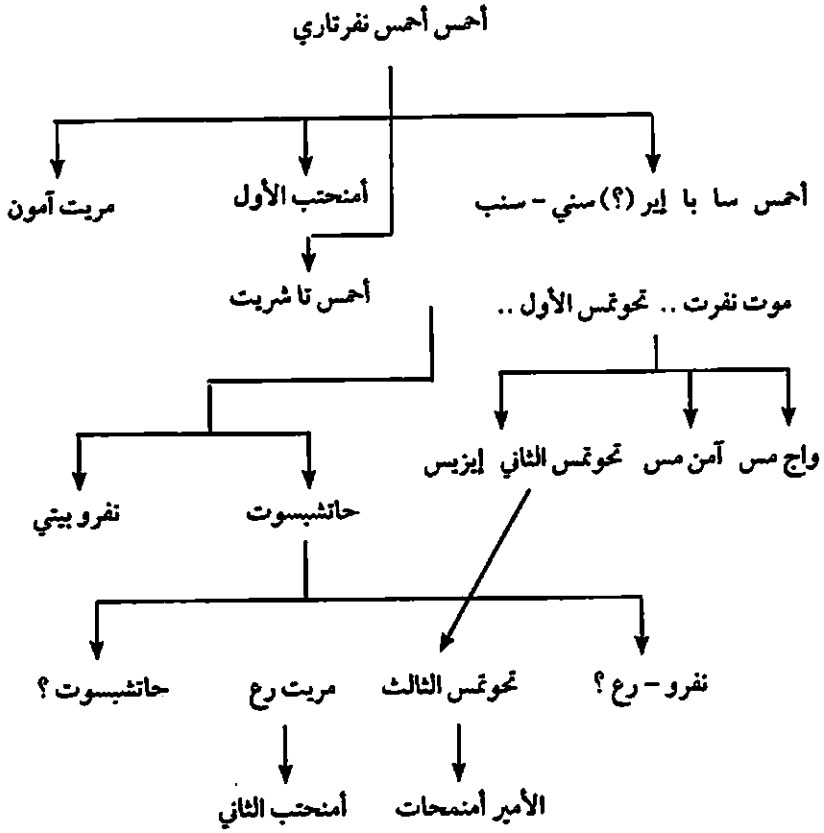 أحمس أحمس نفرتاري
أحمس سا با إير (؟) سني - سنب أمنحتب الأول مريت آمون
موت نفرت .. تحوتمس الأول .. أحمس تا شريت
واج مس آمن مس تحوتمس الثاني إيزيس
حاتشبسوت نفرو بيتي
نفرو - رع ؟ تحوتمس الثالث مريت رع حاتشبسوت ؟
الأمير أمنمحات أمنحتب الثاني